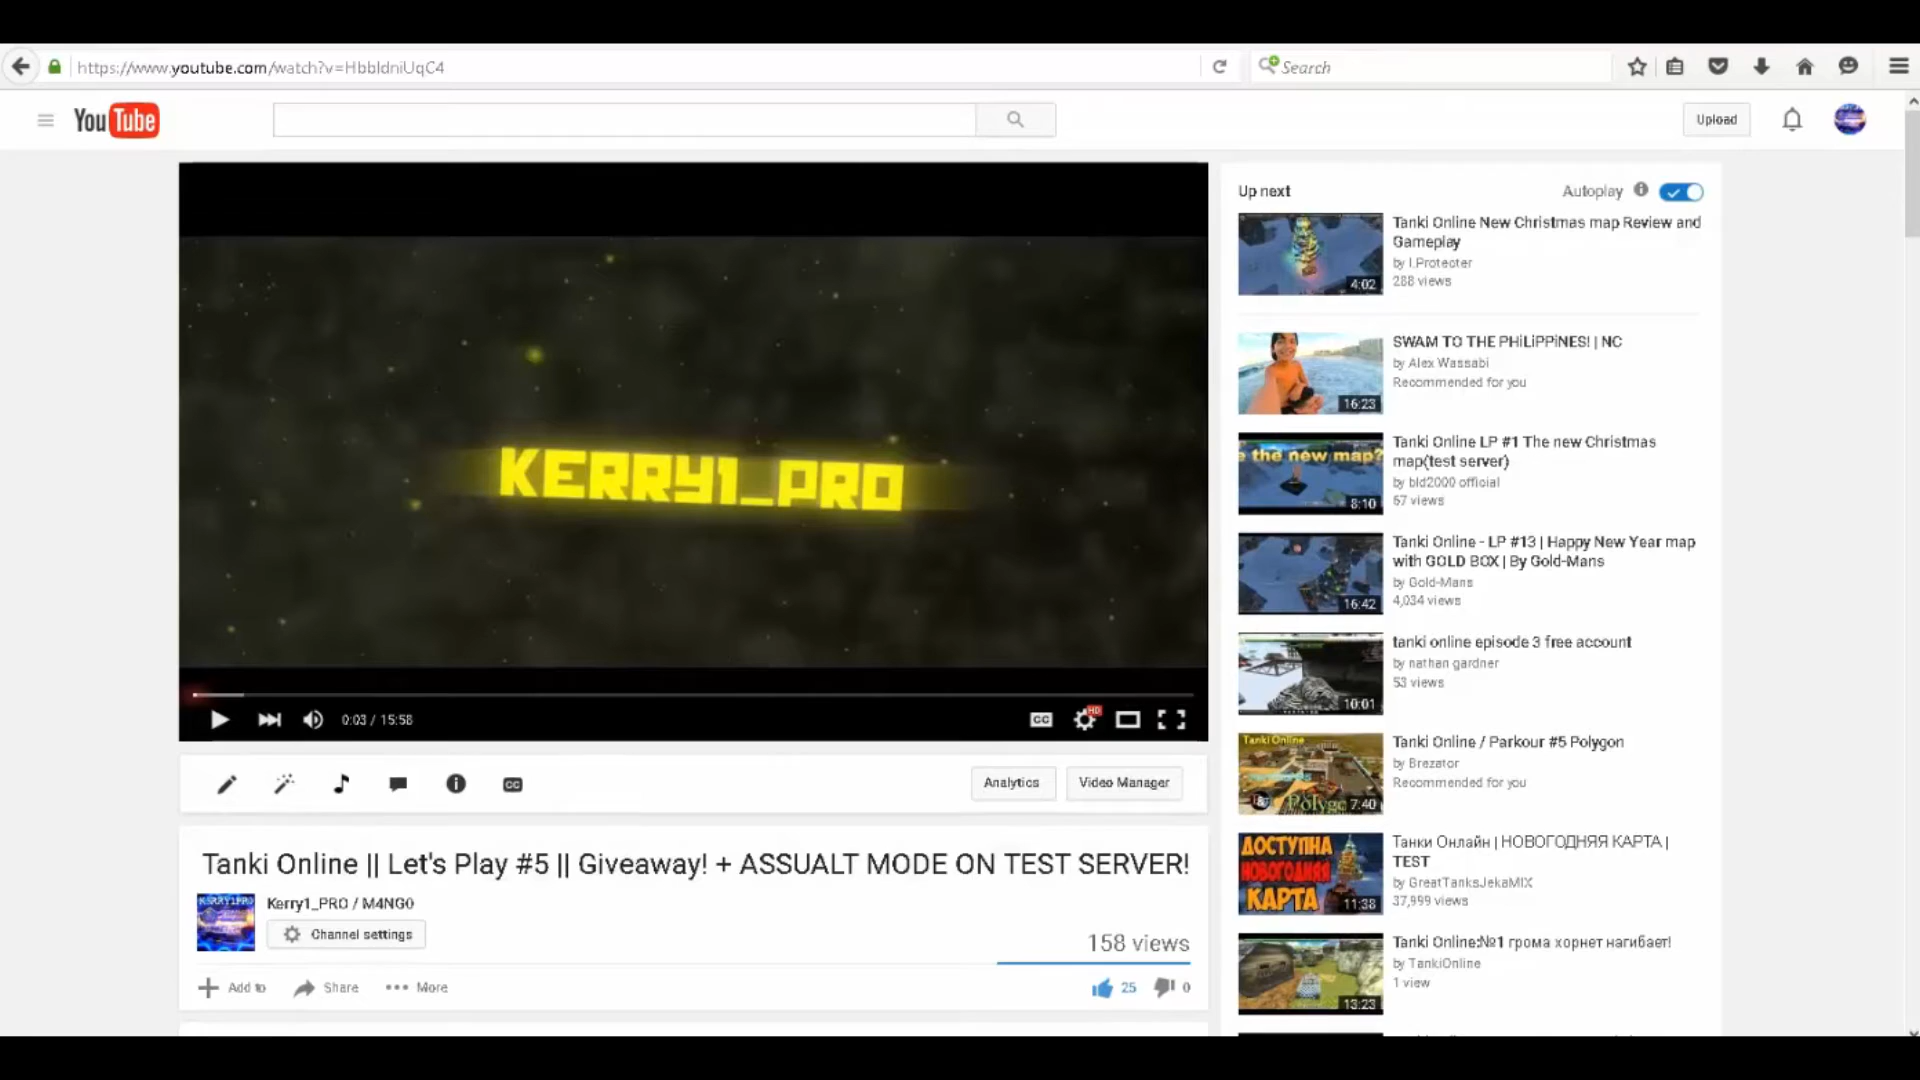 https://www.youtube.com/watch?v=HbbldniUqC4
Search
YouTube
Upload
KERRY1_PRO
0:03 / 15:58
CC
HD
CC
Analytics
Video Manager
Tanki Online || Let's Play #5 || Giveaway! + ASSUALT MODE ON TEST SERVER!
KERRY1PRO
Kerry1_PRO / M4NG0
Channel settings
158 views
Add to
Share
More
25
0
Up next
Autoplay
4:02
Tanki Online New Christmas map Review and
Gameplay
by I.Protecter
288 views
16:23
SWAM TO THE PHiLiPPiNES! | NC
by Alex Wassabi
Recommended for you
e the new map?
8:10
Tanki Online LP #1 The new Christmas
map(test server)
by bld2000 official
67 views
16:42
Tanki Online - LP #13 | Happy New Year map
with GOLD BOX | By Gold-Mans
by Gold-Mans
4,034 views
10:01
tanki online episode 3 free account
by nathan gardner
53 views
Tanki Online
Polygo
7:40
Tanki Online / Parkour #5 Polygon
by Brezator
Recommended for you
ДОСТУПНА
НОВОГОДНЯЯ
КАРТА
11:38
Танки Онлайн | НОВОГОДНЯЯ КАРТА |
TEST
by GreatTanksJekaMIX
37,999 views
13:23
Tanki Online:№1 грома хорнет нагибает!
by TankiOnline
1 view